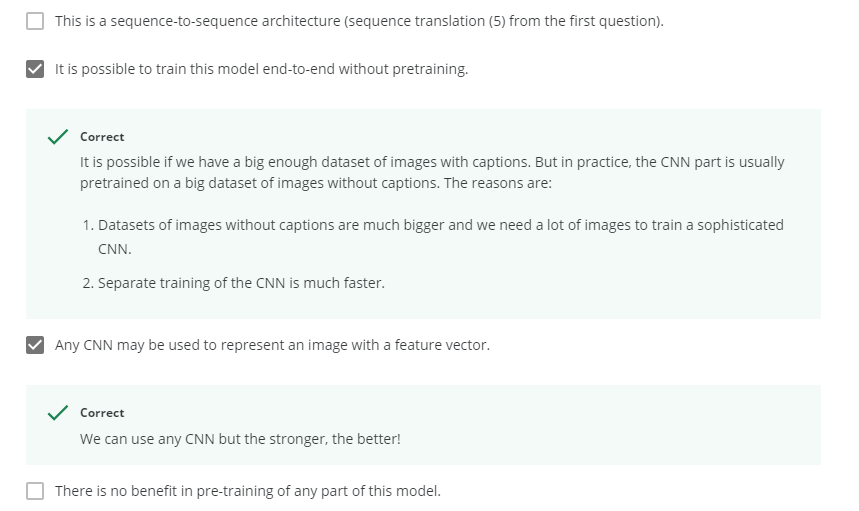 This is a sequence-to-sequence architecture (sequence translation (5) from the first question).
It is possible to train this model end-to-end without pretraining.
Correct
It is possible if we have a big enough dataset of images with captions. But in practice, the CNN part is usually
pretrained on a big dataset of images without captions. The reasons are:
1. Datasets of images without captions are much bigger and we need a lot of images to train a sophisticated
CNN.
2. Separate training of the CNN is much faster.
Any CNN may be used to represent an image with a feature vector.
Correct
We can use any CNN but the stronger, the better!
There is no benefit in pre-training of any part of this model.